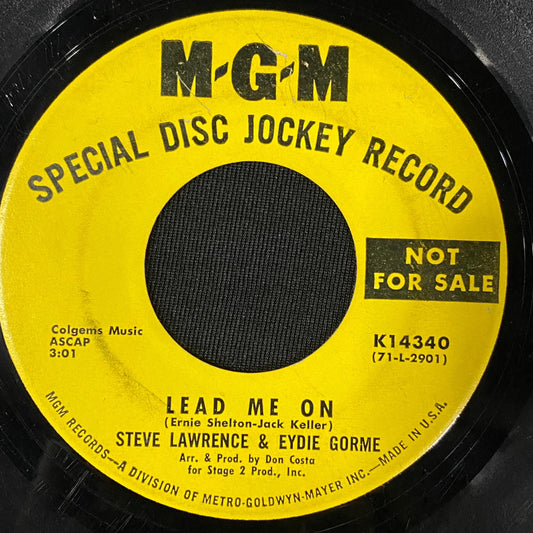 M-G-M
SPECIAL DISC JOCKEY RECORD
NOT
FOR SALE
Colgems Music
ASCAP
3:01
K14340
(71-L-2901)
LEAD ME ON
(Ernie Shelton-Jack Keller)
STEVE LAWRENCE & EYDIE GORME
Arr. & Prod. by Don Costa
for Stage 2 Prod., Inc.
MGM RECORDS—A DIVISION OF METRO-GOLDWYN-MAYER INC.—MADE IN U.S.A.